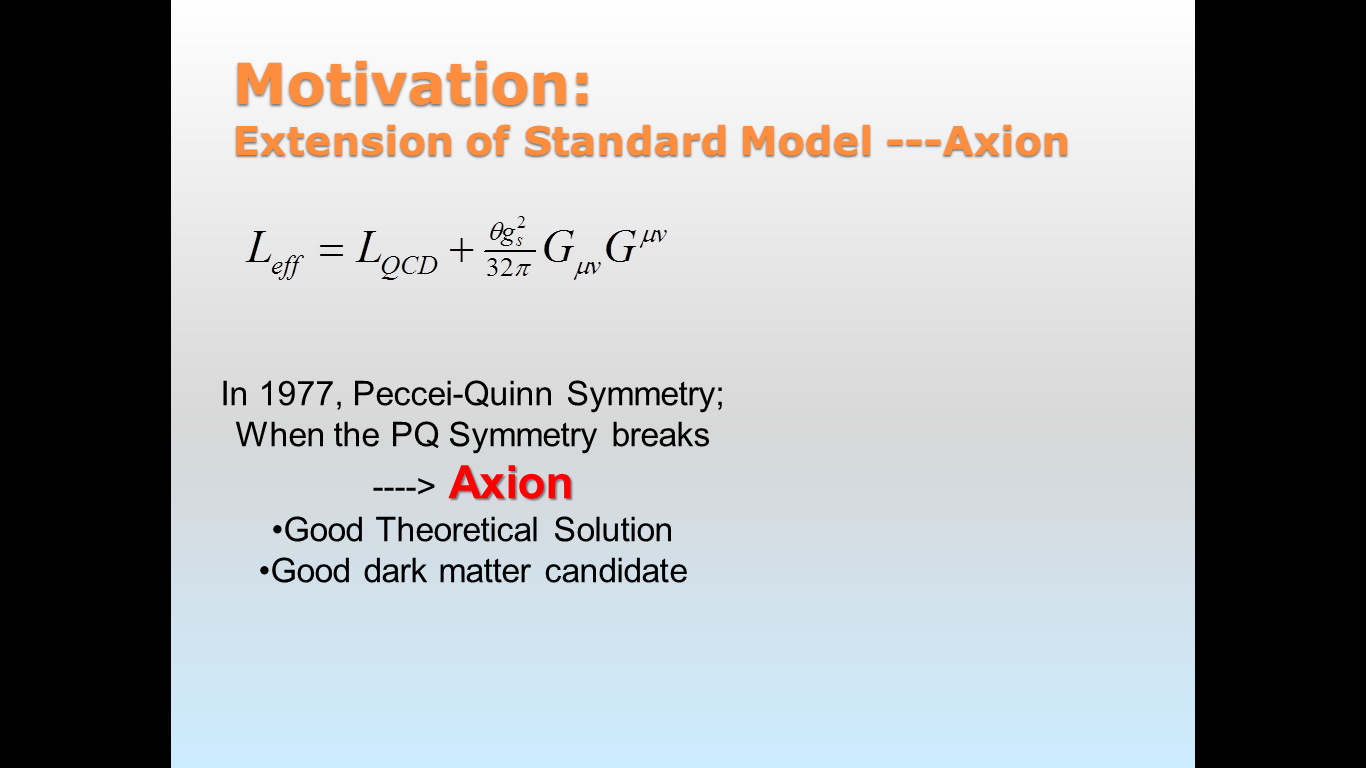 Motivation:
Extension of Standard Model ---Axion
L_eff = L_QCD + θg_s^2/32π G_μν G^μν
In 1977, Peccei-Quinn Symmetry;
When the PQ Symmetry breaks
----> Axion
•Good Theoretical Solution
•Good dark matter candidate